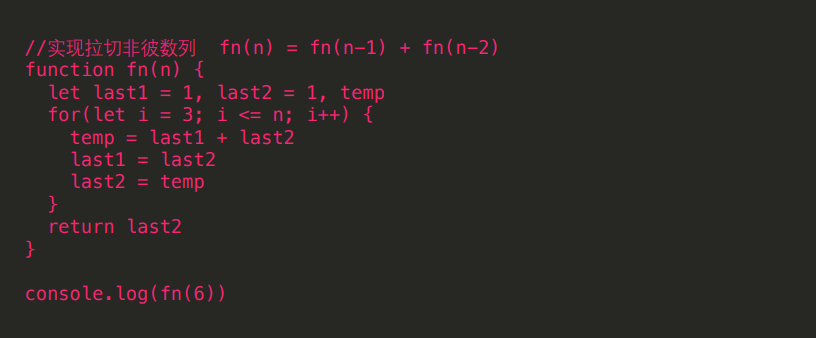 //实现拉切非彼数列  fn(n) = fn(n-1) + fn(n-2)
function fn(n) {
  let last1 = 1, last2 = 1, temp
  for(let i = 3; i <= n; i++) {
    temp = last1 + last2
    last1 = last2
    last2 = temp
  }
  return last2
}
console.log(fn(6))